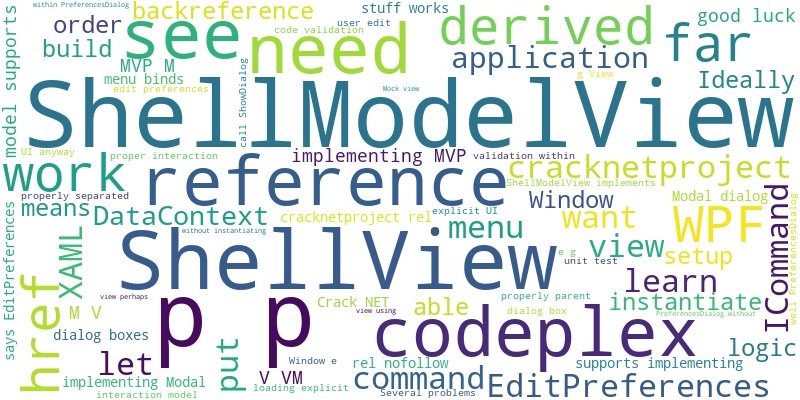 within PreferencesDialog
backreference
stuff works
good luck
order
see
user edit
code validation
derived
far
build
MVP M
need
application
menu binds
call ShowDialog
g View
Ideally
model supports
edit preferences
Mock view
ShellModelView
UI anyway
proper interaction
implementing MVP
validation within
cracknetproject
work
reference
ShellModelView implements
properly separated
means
DataContext
cracknetproject rel
explicit UI
menu
Window
want
Modal dialog
WPF
ICommand
well PreferencesDialog
says EditPreferences
href
XAML
without instantiating
ShellView
e g
unit test
view
setup
learn
view perhaps
p p
Crack NET
able
properly parent
instantiate
M V
view using
dialog box
PreferencesDialog without
dialog boxes
codeplex
logic
let
put
Window e
rel nofollow
supports implementing
implementing Modal
V VM
loading explicit
command
EditPreferences
interaction model
Several problems